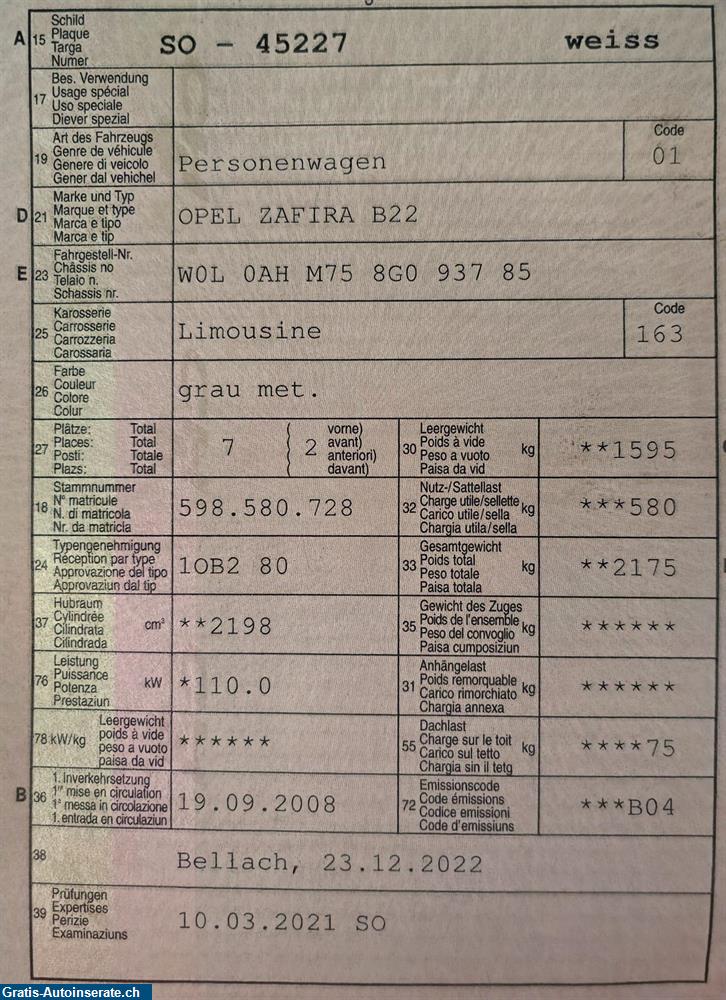 A 15 Schild
Plaque
Targa
Numer
SO - 45227 weiss
17 Bes. Verwendung
Usage spécial
Uso speciale
Diever spezial
19 Art des Fahrzeugs
Genre de véhicule
Genere di veicolo
Gener dal vehichel
Personenwagen
Code
01
D 21 Marke und Typ
Marque et type
Marca e tipo
Marca e tip
OPEL ZAFIRA B22
E 23 Fahrgestell-Nr.
Châssis no
Telaio n.
Schassis nr.
W0L 0AH M75 8G0 937 85
25 Karosserie
Carrosserie
Carrozzeria
Carossaria
Limousine
Code
163
26 Farbe
Couleur
Colore
Colur
grau met.
27 Plätze: Total
Places: Total
Posti: Totale
Plazs: Total
7
( 2 vorne)
avant)
anteriori)
davant)
30 Leergewicht
Poids à vide
Peso a vuoto
Paisa da vid
kg
**1595
18 Stammnummer
N° matricule
N. di matricola
Nr. da matricla
598.580.728
32 Nutz-/Sattellast
Charge utile/sellette
Carico utile/sella
Chargia utila/sella
kg
***580
24 Typengenehmigung
Réception par type
Approvazione del tipo
Approvaziun dal tip
1OB2 80
33 Gesamtgewicht
Poids total
Peso totale
Paisa totala
kg
**2175
37 Hubraum
Cylindrée
Cilindrata
Cilindrada
cm³
**2198
35 Gewicht des Zuges
Poids de l'ensemble
Peso del convoglio
Paisa cumposiziun
kg
******
76 Leistung
Puissance
Potenza
Prestaziun
kW
*110.0
31 Anhängelast
Poids remorquable
Carico rimorchiato
Chargia annexa
kg
******
78 kW/kg Leergewicht
poids à vide
peso a vuoto
paisa da vid
******
55 Dachlast
Charge sur le toit
Carico sul tetto
Chargia sin il tetg
kg
****75
B 36 1. Inverkehrsetzung
1re mise en circulation
1a messa in circolazione
1. entrada en circulaziun
19.09.2008
72 Emissionscode
Code émissions
Codice emissioni
Code d'emissiuns
***B04
38
Bellach, 23.12.2022
39 Prüfungen
Expertises
Perizie
Examinaziuns
10.03.2021 SO
Gratis-Autoinserate.ch